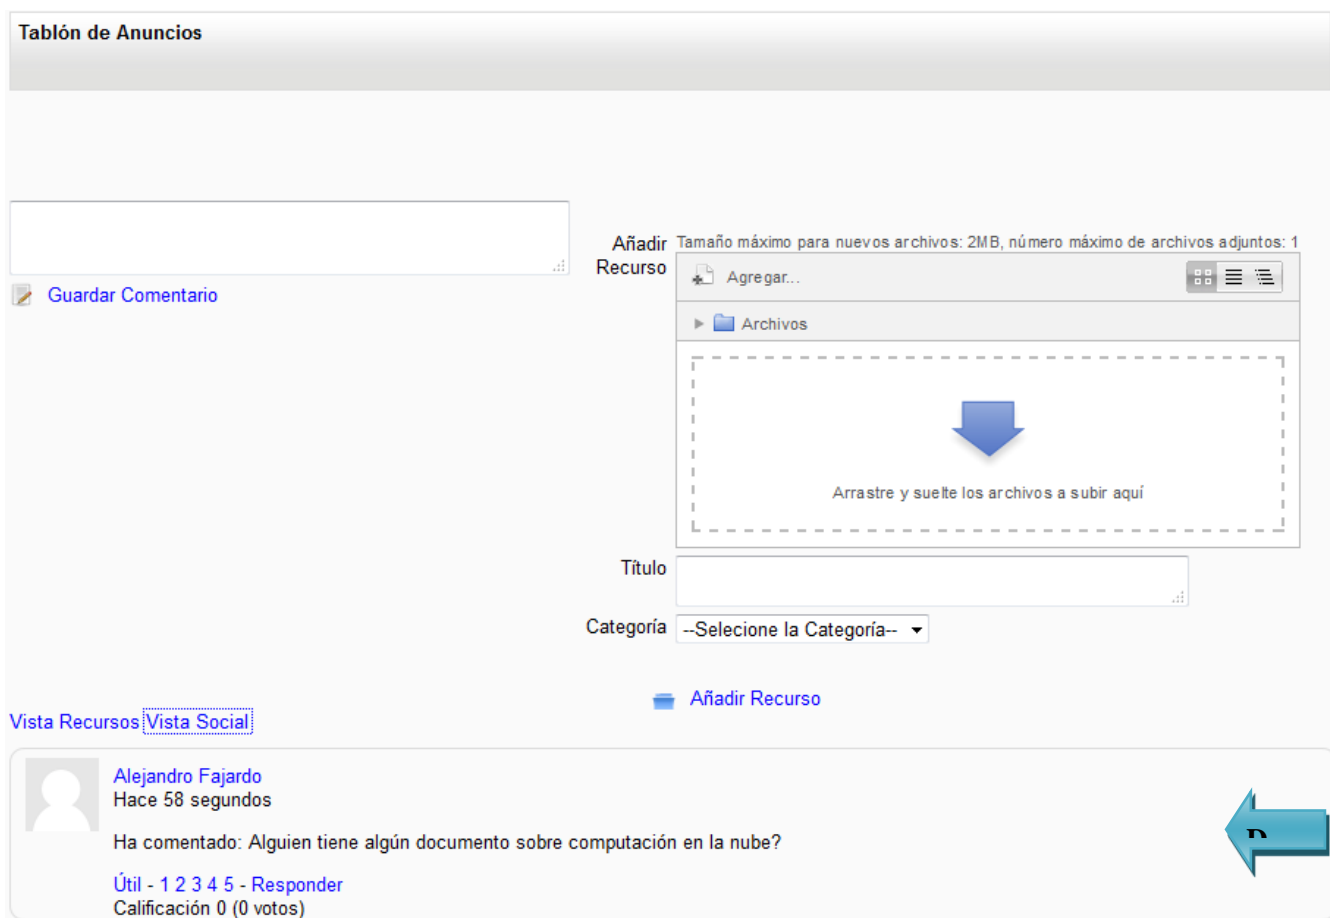 Tablón de Anuncios
Guardar Comentario
Añadir Recurso
Tamaño máximo para nuevos archivos: 2MB, número máximo de archivos adjuntos: 1
Agregar...
Archivos
Arrastre y suelte los archivos a subir aquí
Título
Categoría
--Selecione la Categoría--
Añadir Recurso
Vista Recursos Vista Social
Alejandro Fajardo
Hace 58 segundos
Ha comentado: Alguien tiene algún documento sobre computación en la nube?
Útil - 1 2 3 4 5 - Responder
Calificación 0 (0 votos)